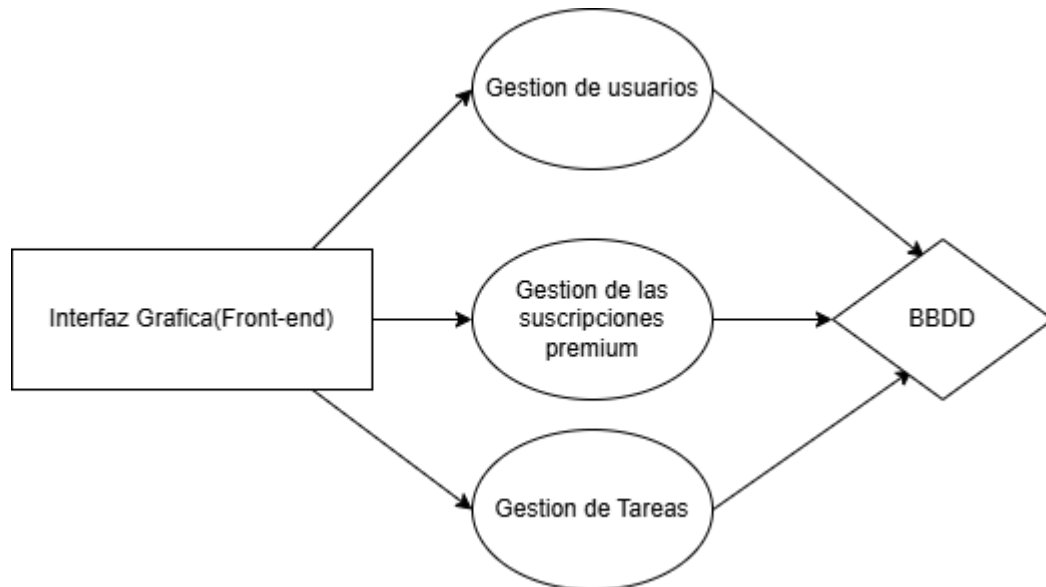 Gestion de usuarios
Interfaz Grafica(Front-end)
Gestion de las
suscripciones
premium
BBDD
Gestion de Tareas